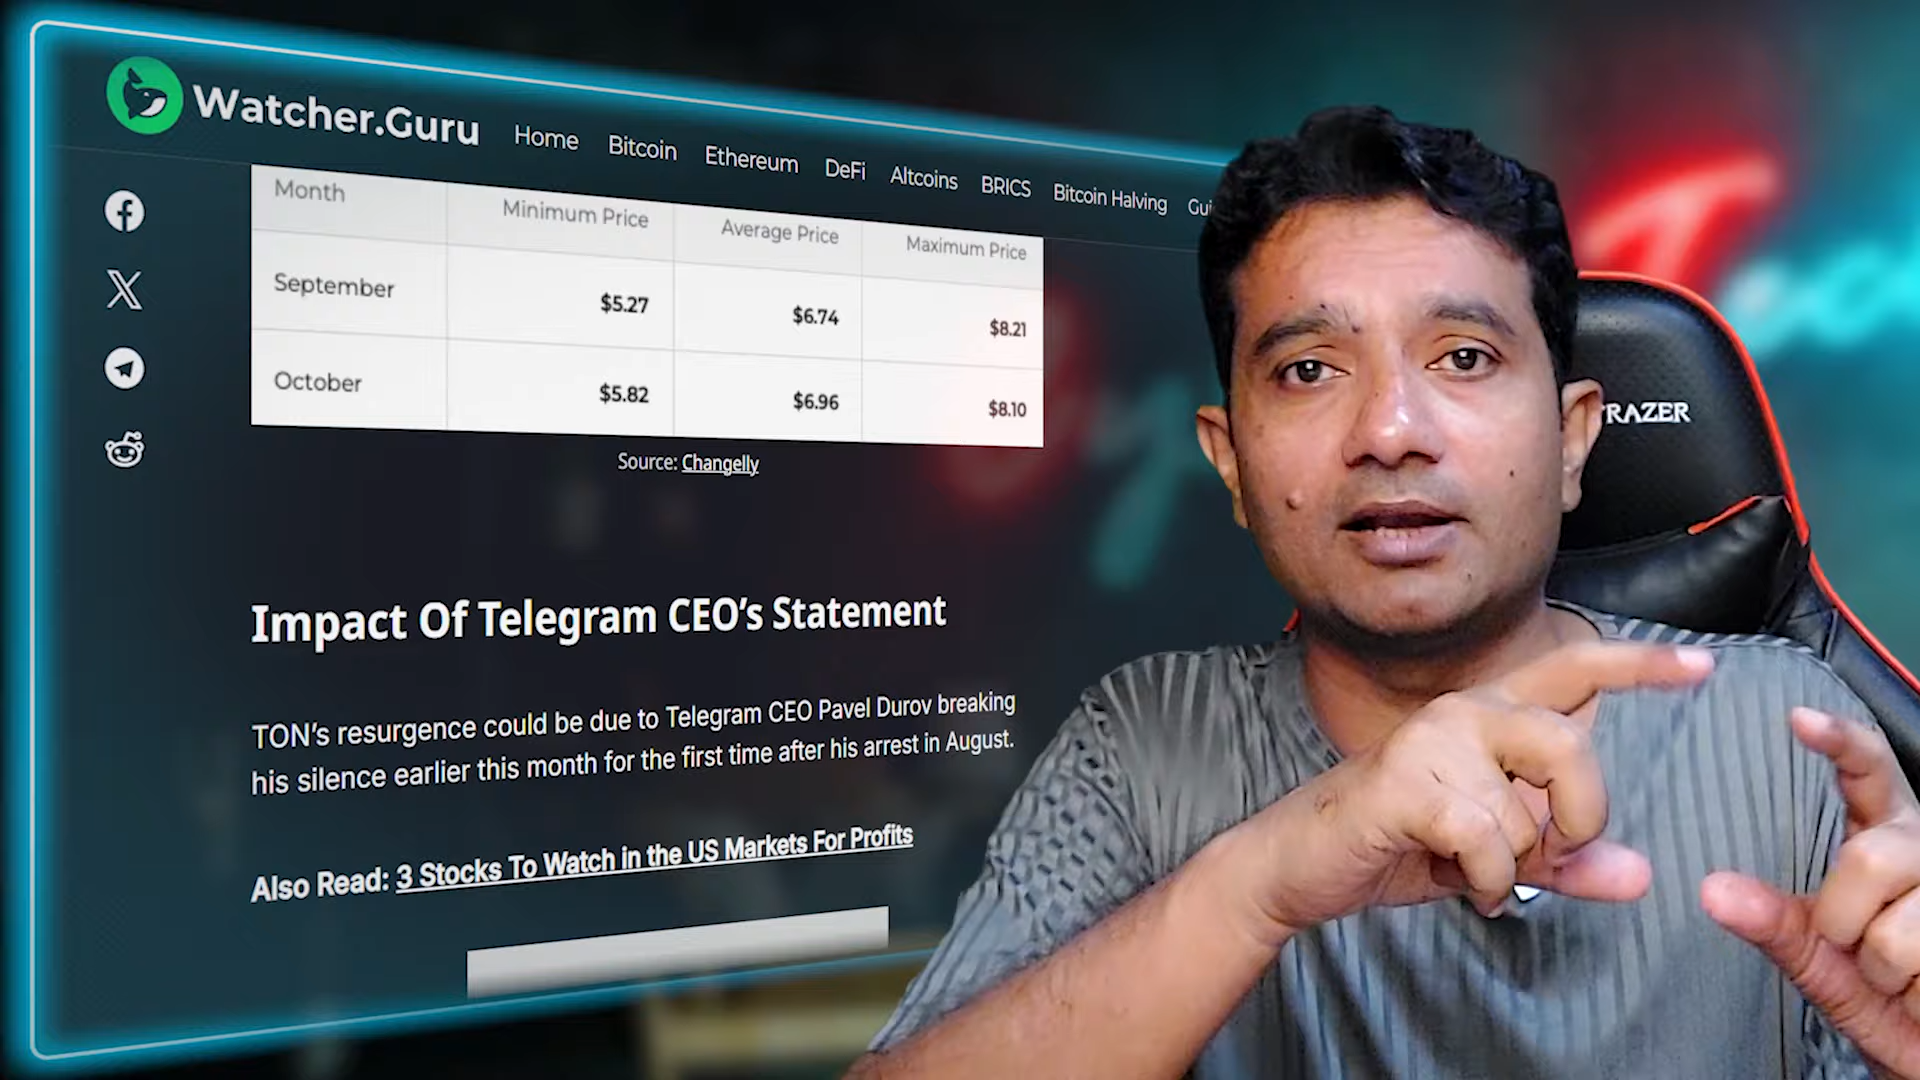 Watcher.Guru
Home Bitcoin Ethereum DeFi Altcoins BRICS Bitcoin Halving
Month Minimum Price Average Price Maximum Price
September $5.27 $6.74 $8.21
October $5.82 $6.96 $8.10
Source: Changelly
Impact Of Telegram CEO’s Statement
TON’s resurgence could be due to Telegram CEO Pavel Durov breaking
his silence earlier this month for the first time after his arrest in August.
Also Read: 3 Stocks To Watch in the US Markets For Profits